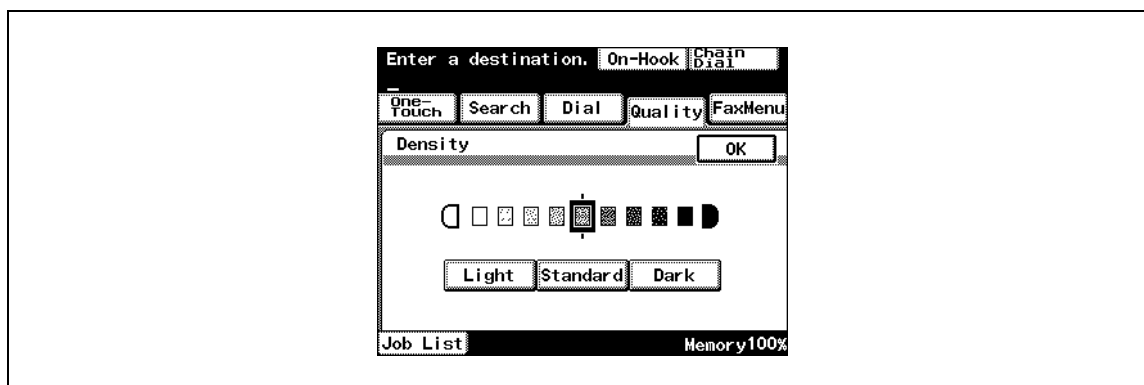 Enter a destination. On-Hook Chain Dial
One-Touch Search Dial Quality FaxMenu
Density OK
Light Standard Dark
Job List Memory100%